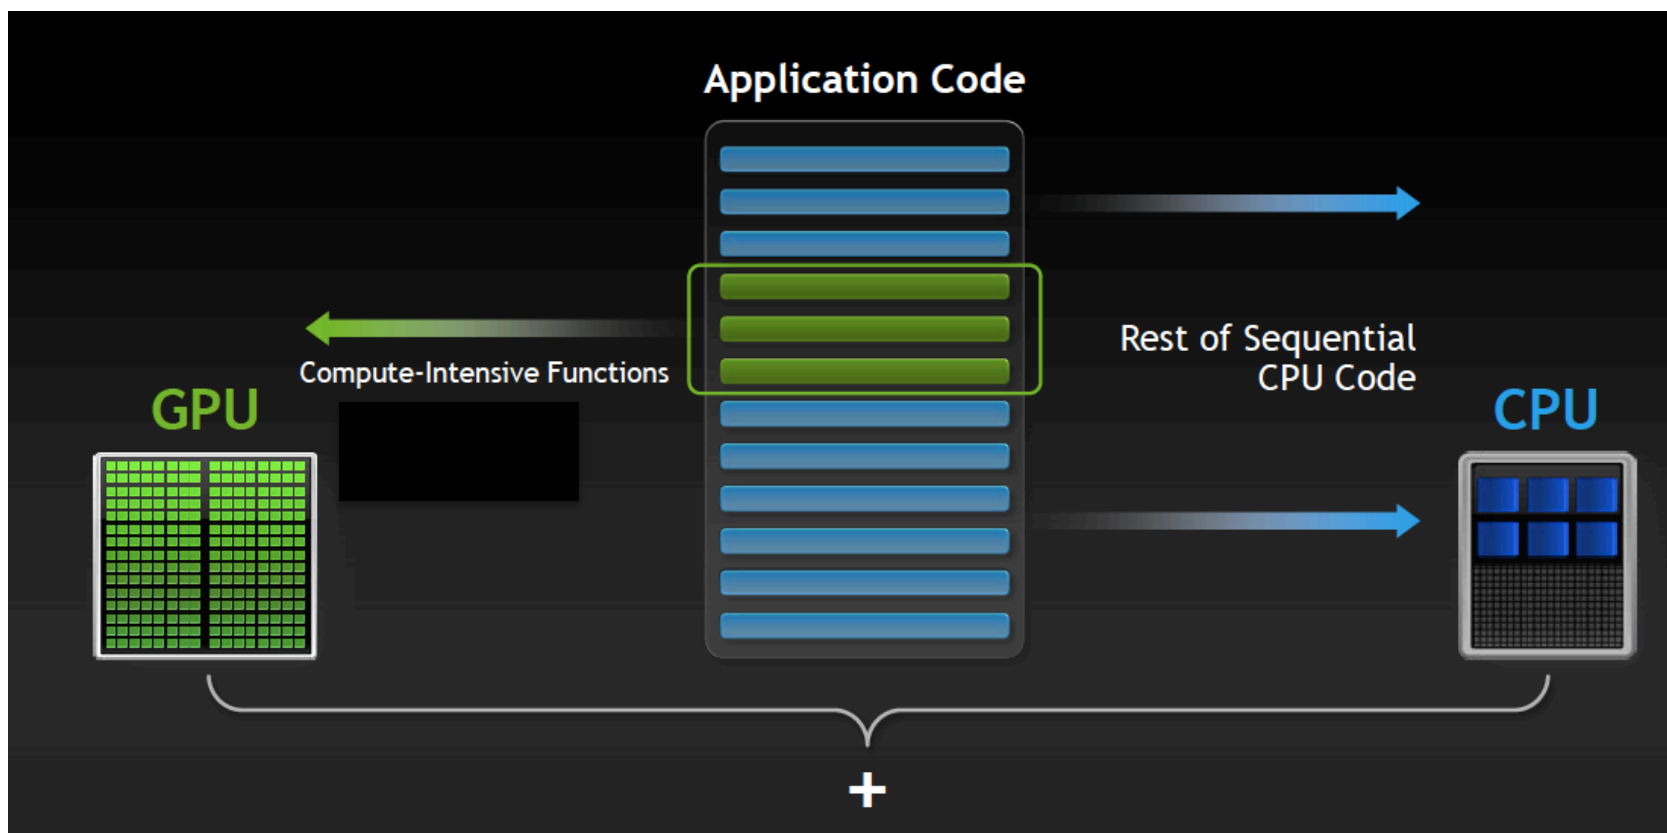 Application Code
Compute-Intensive Functions
GPU
Rest of Sequential
CPU Code
CPU
+